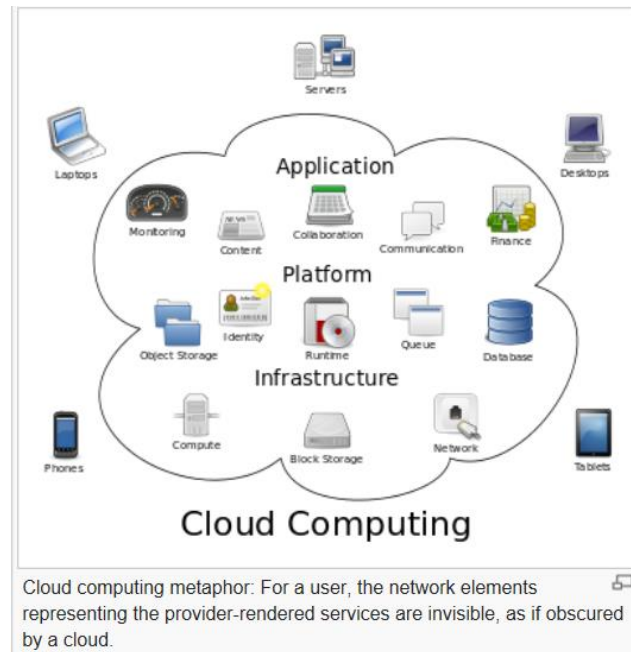 Servers
Laptops
Desktops
Application
Monitoring
Content
Collaboration
Communication
Finance
Platform
Object Storage
Identity
Runtime
Queue
Database
Infrastructure
Compute
Block Storage
Network
Phones
Tablets
Cloud Computing
Cloud computing metaphor: For a user, the network elements
representing the provider-rendered services are invisible, as if obscured
by a cloud.